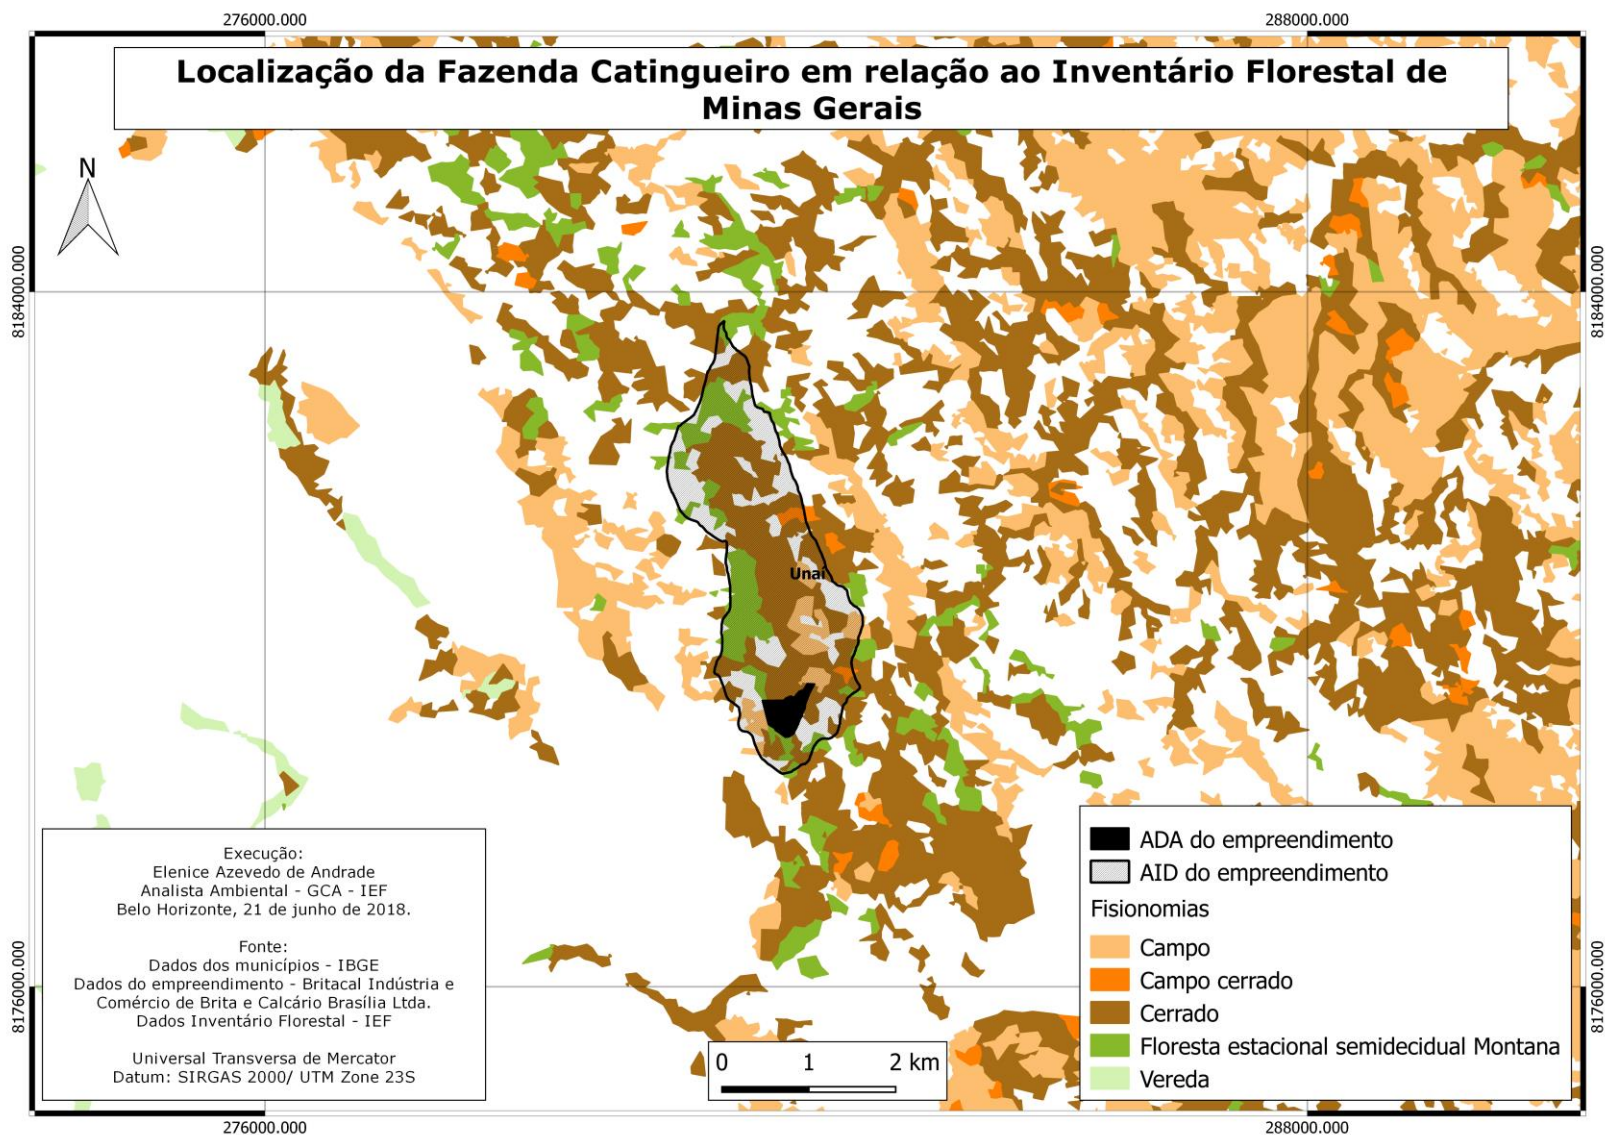 276000.000
288000.000
Localização da Fazenda Catingueiro em relação ao Inventário Florestal de
Minas Gerais
N
8184000.000
8184000.000
Unaí
ADA do empreendimento
AID do empreendimento
Fisionomias
Campo
Campo cerrado
Cerrado
Floresta estacional semidecidual Montana
Vereda
Execução:
Elenice Azevedo de Andrade
Analista Ambiental - GCA - IEF
Belo Horizonte, 21 de junho de 2018.
Fonte:
Dados dos municípios - IBGE
Dados do empreendimento - Britacal Indústria e
Comércio de Brita e Calcário Brasília Ltda.
Dados Inventário Florestal - IEF
Universal Transversa de Mercator
Datum: SIRGAS 2000/ UTM Zone 23S
8176000.000
8176000.000
0 1 2 km
276000.000
288000.000